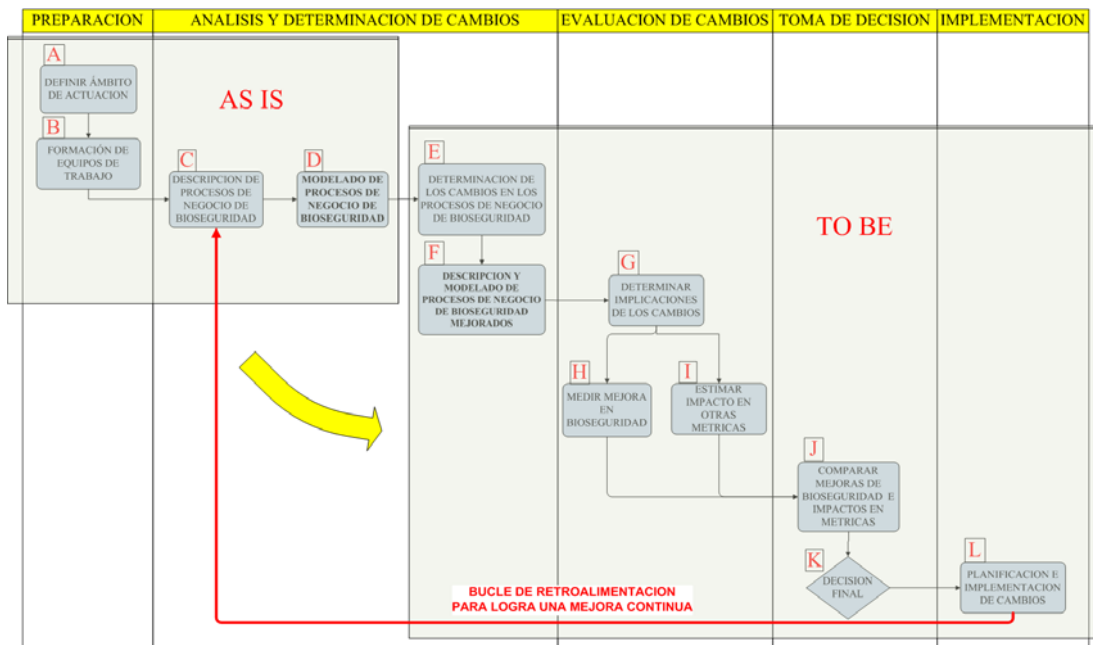 PREPARACION
ANALISIS Y DETERMINACION DE CAMBIOS
EVALUACION DE CAMBIOS
TOMA DE DECISION
IMPLEMENTACION
AS IS
A
DEFINIR ÁMBITO
DE ACTUACION
B
FORMACIÓN DE
EQUIPOS DE
TRABAJO
C
DESCRIPCION DE
PROCESOS DE
NEGOCIO DE
BIOSEGURIDAD
D
MODELADO DE
PROCESOS DE
NEGOCIO DE
BIOSEGURIDAD
TO BE
E
DETERMINACION DE
LOS CAMBIOS EN LOS
PROCESOS DE NEGOCIO
DE BIOSEGURIDAD
F
DESCRIPCION Y
MODELADO DE
PROCESOS DE NEGOCIO
DE BIOSEGURIDAD
MEJORADOS
G
DETERMINAR
IMPLICACIONES
DE LOS CAMBIOS
H
MEDIR MEJORA
EN
BIOSEGURIDAD
I
ESTIMAR
IMPACTO EN
OTRAS
METRICAS
J
COMPARAR
MEJORAS DE
BIOSEGURIDAD E
IMPACTOS EN
METRICAS
K
DECISION
FINAL
L
PLANIFICACION E
IMPLEMENTACION
DE CAMBIOS
BUCLE DE RETROALIMENTACION
PARA LOGRA UNA MEJORA CONTINUA